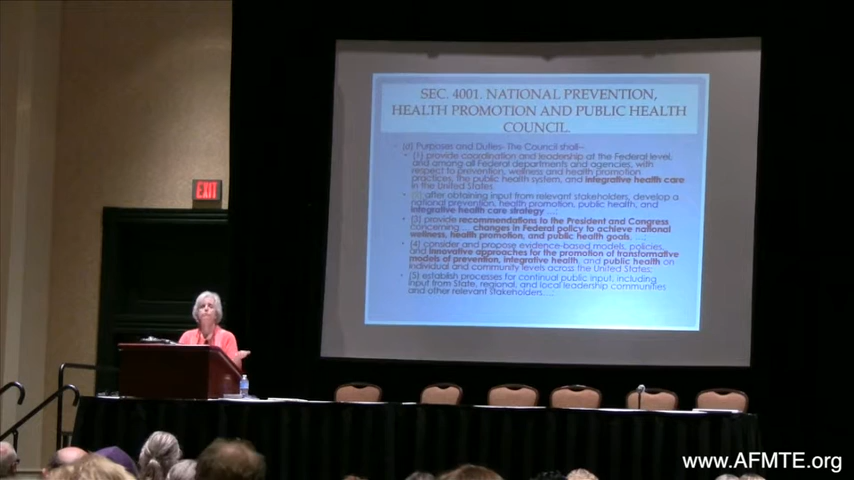 SEC. 4001. NATIONAL PREVENTION,
HEALTH PROMOTION AND PUBLIC HEALTH
COUNCIL.
(d) Purposes and Duties- The Council shall--
(1) provide coordination and leadership at the Federal level,
and among all Federal departments and agencies, with
respect to prevention, wellness and health promotion
practices, the public health system, and integrative health care
in the United States
(2) after obtaining input from relevant stakeholders, develop a
national prevention, health promotion, public health, and
integrative health care strategy ...;
(3) provide recommendations to the President and Congress
concerning ... changes in Federal policy to achieve national
wellness, health promotion, and public health goals, ...;
(4) consider and propose evidence-based models, policies,
and innovative approaches for the promotion of transformative
models of prevention, integrative health, and public health on
individual and community levels across the United States;
(5) establish processes for continual public input, including
input from State, regional, and local leadership communities
and other relevant stakeholders....;
EXIT
www.AFMTE.org